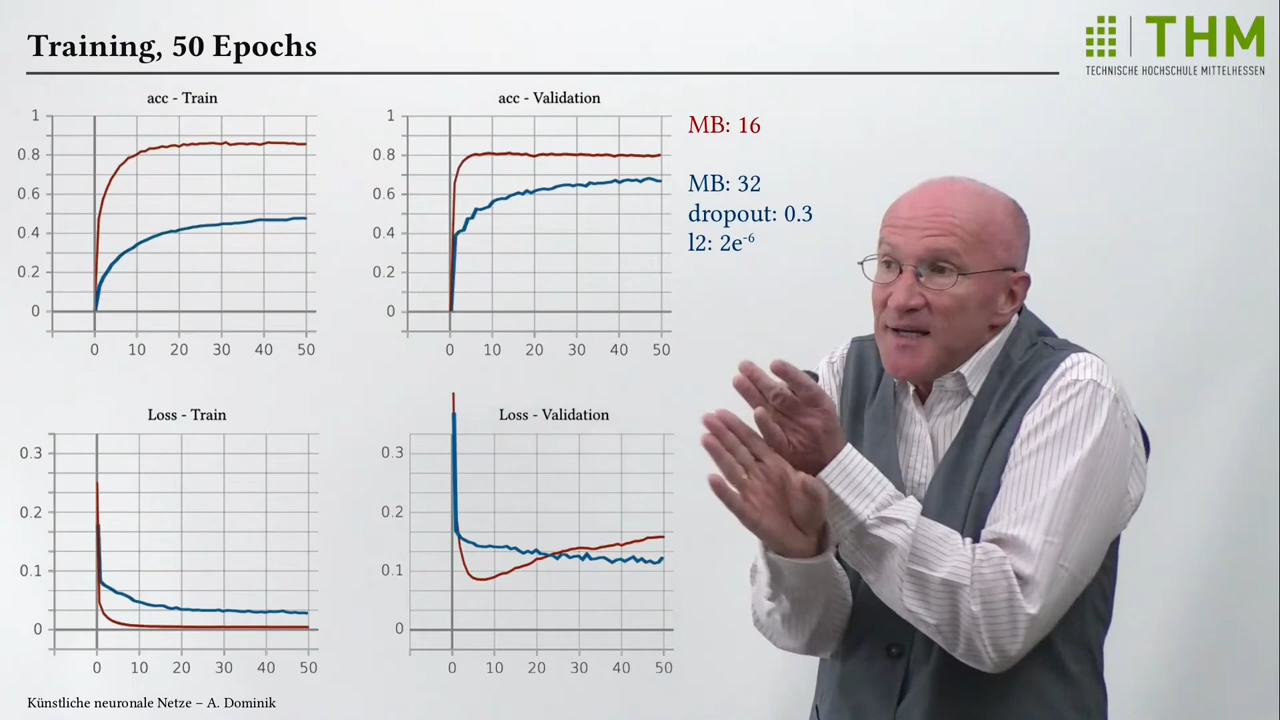 Training, 50 Epochs
THM
TECHNISCHE HOCHSCHULE MITTELHESSEN
acc - Train
1
0.8
0.6
0.4
0.2
0
0 10 20 30 40 50
acc - Validation
1
0.8
0.6
0.4
0.2
0
0 10 20 30 40 50
MB: 16
MB: 32
dropout: 0.3
l2: 2e⁻⁶
Loss - Train
0.3
0.2
0.1
0
0 10 20 30 40 50
Loss - Validation
0.3
0.2
0.1
0
0 10 20 30 40 50
Künstliche neuronale Netze – A. Dominik